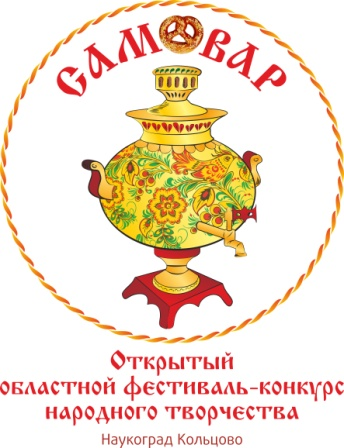 САМОВАР
Открытый
областной фестиваль-конкурс
народного творчества
Наукоград Кольцово